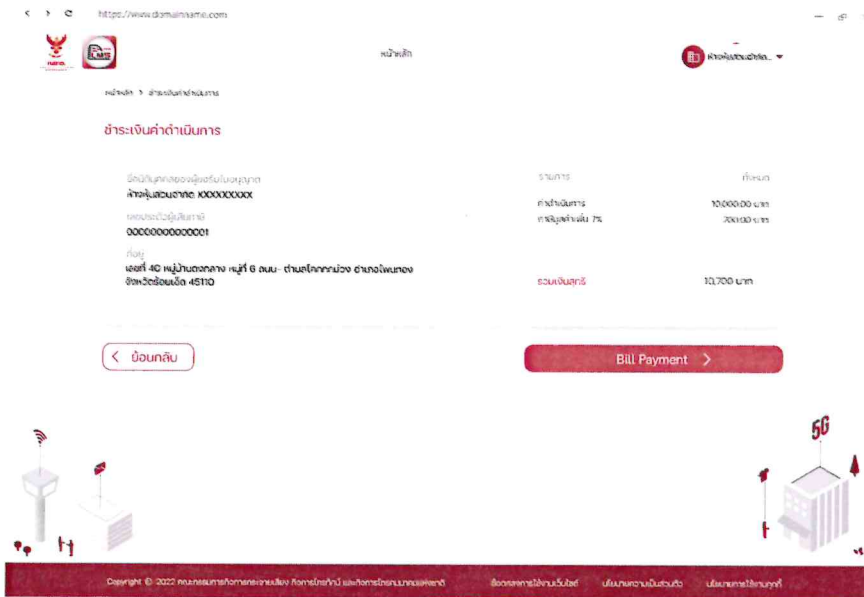 https://www.domainname.com
กสทช.
LMS
หน้าหลัก
ห้างหุ้นส่วนจำกัด...
หน้าหลัก > ชำระเงินค่าดำเนินการ
ชำระเงินค่าดำเนินการ
ชื่อนิติบุคคลของผู้ขอรับใบอนุญาต
ห้างหุ้นส่วนจำกัด XXXXXXXXX
เลขประจำตัวผู้เสียภาษี
00000000000001
ที่อยู่
เลขที่ 40 หมู่บ้านดงกลาง หมู่ที่ 6 ถนน- ตำบลโคกกกม่วง อำเภอโพนทอง
จังหวัดร้อยเอ็ด 45110
รายการ ทั้งหมด
ค่าดำเนินการ 10,000.00 บาท
ภาษีมูลค่าเพิ่ม 7% 700.00 บาท
รวมเงินสุทธิ 10,700 บาท
< ย้อนกลับ
Bill Payment >
5G
Copyright © 2022 คณะกรรมการกิจการกระจายเสียง กิจการโทรทัศน์ และกิจการโทรคมนาคมแห่งชาติ ข้อตกลงการใช้งานเว็บไซต์ นโยบายความเป็นส่วนตัว นโยบายการใช้งานคุกกี้